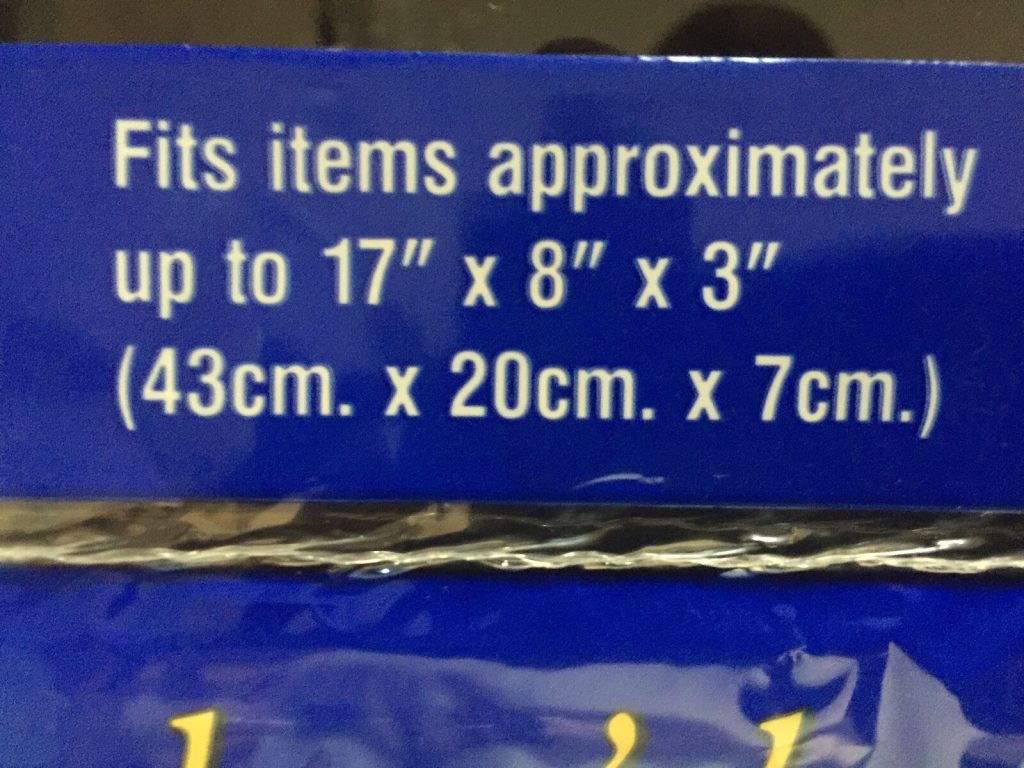 Fits items approximately
up to 17" x 8" x 3"
(43cm. x 20cm. x 7cm.)